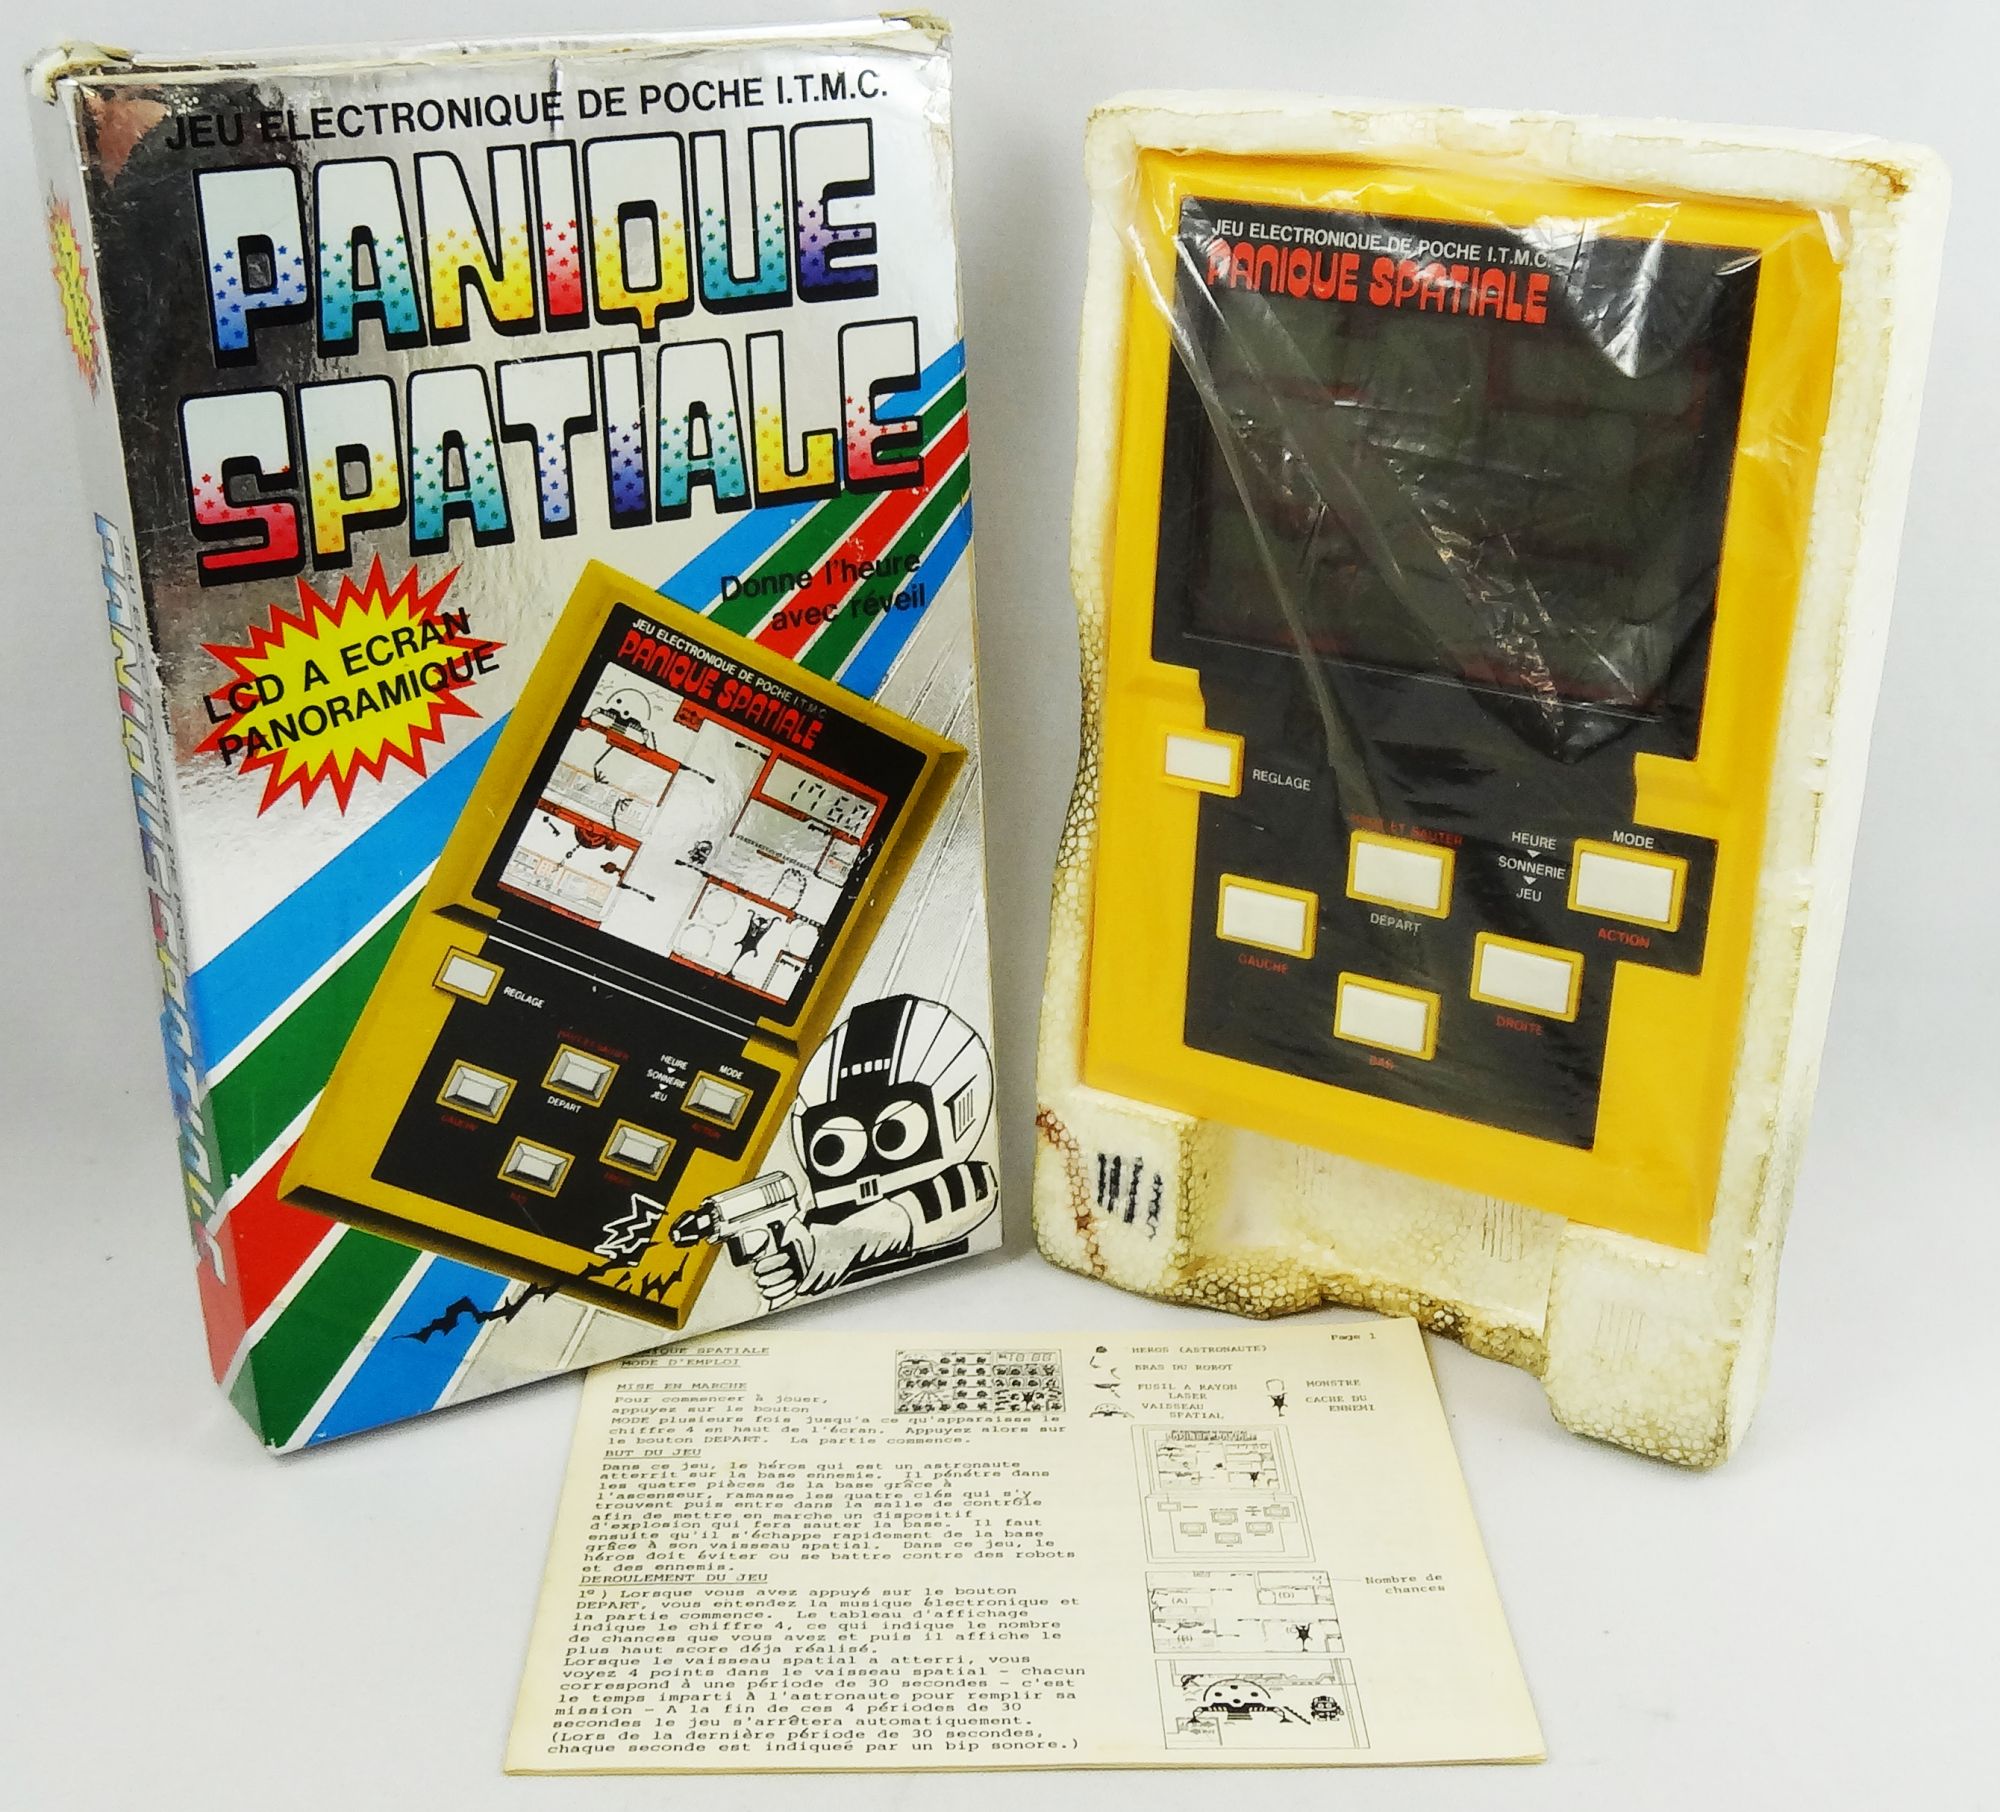 JEU ELECTRONIQUE DE POCHE I.T.M.C.
PANIQUE
SPATIALE
LCD A ECRAN
PANORAMIQUE
Donne l'heure
avec réveil
JEU ELECTRONIQUE DE POCHE I.T.M.C.
PANIQUE SPATIALE
REGLAGE
HAUT ET SAUTER
HEURE
SONNERIE
JEU
MODE
GAUCHE
DEPART
ACTION
BAS
DROITE
JEU ELECTRONIQUE DE POCHE I.T.M.C.
PANIQUE SPATIALE
REGLAGE
ET SAUTER
HEURE
SONNERIE
JEU
MODE
DEPART
ACTION
GAUCHE
DROITE
BAS
SPATIALE
MODE D'EMPLOI
Page 1
MISE EN MARCHE
Pour commencer à jouer,
appuyez sur le bouton
MODE plusieurs fois jusqu'a ce qu'apparaisse le
chiffre 4 en haut de l'écran. Appuyez alors sur
le bouton DEPART. La partie commence.
BUT DU JEU
Dans ce jeu, le héros qui est un astronaute
atterrit sur la base ennemie. Il pénétre dans
les quatre pièces de la base grâce à
l'ascenseur, ramasse les quatre clés qui s'y
trouvent puis entre dans la salle de contrôle
afin de mettre en marche un dispositif
d'explosion qui fera sauter la base. Il faut
ensuite qu'il s'échappe rapidement de la base
grâce à son vaisseau spatial. Dans ce jeu, le
héros doit éviter ou se battre contre des robots
et des ennemis.
DEROULEMENT DU JEU
1°) Lorsque vous avez appuyé sur le bouton
DEPART, vous entendez la musique électronique et
la partie commence. Le tableau d'affichage
indique le chiffre 4, ce qui indique le nombre
de chances que vous avez et puis il affiche le
plus haut score déja réalisé.
Lorsque le vaisseau spatial a atterri, vous
voyez 4 points dans le vaisseau spatial - chacun
correspond à une période de 30 secondes - c'est
le temps imparti à l'astronaute pour remplir sa
mission - A la fin de ces 4 périodes de 30
secondes le jeu s'arrêtera automatiquement.
(Lors de la dernière période de 30 secondes,
chaque seconde est indiqueé par un bip sonore.)
HEROS (ASTRONAUTE)
BRAS DU ROBOT
FUSIL A RAYON
LASER
VAISSEAU
SPATIAL
MONSTRE
CACHE DU
ENNEMI
Nombre de
chances
(A)
(D)
(B)